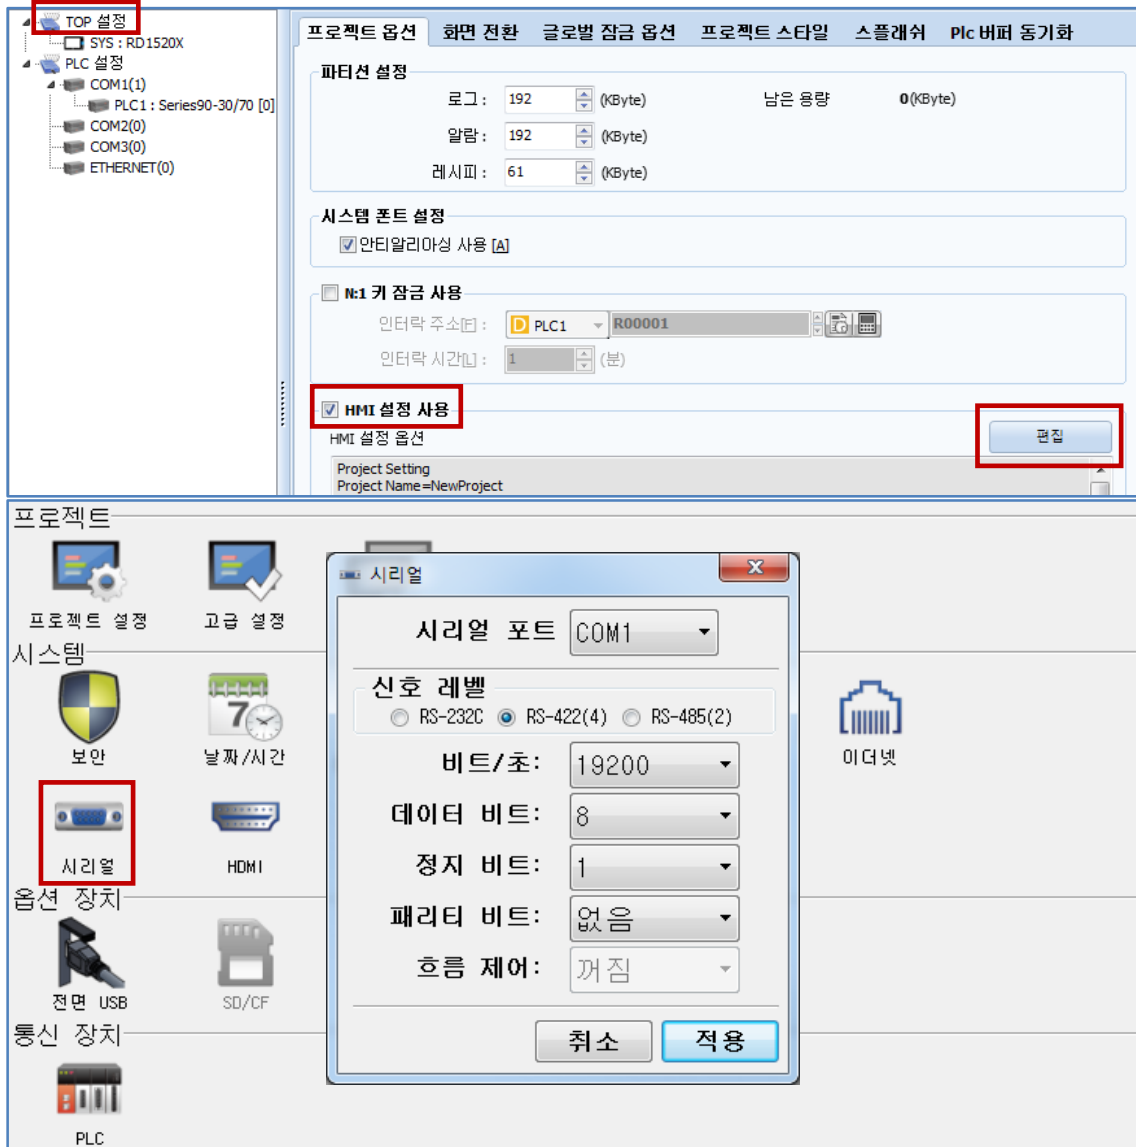 TOP 설정
SYS : RD1520X
PLC 설정
COM1(1)
PLC1 : Series90-30/70 [0]
COM2(0)
COM3(0)
ETHERNET(0)
프로젝트 옵션 화면 전환 글로벌 잠금 옵션 프로젝트 스타일 스플래쉬 Plc 버퍼 동기화
파티션 설정
로그 : 192 (KByte) 남은 용량 0(KByte)
알람 : 192 (KByte)
레시피 : 61 (KByte)
시스템 폰트 설정
안티알리아싱 사용 [A]
N:1 키 잠금 사용
인터락 주소[F] : D PLC1 R00001
인터락 시간[L] : 1 (분)
HMI 설정 사용
HMI 설정 옵션 편집
Project Setting
Project Name=NewProject
프로젝트
프로젝트 설정 고급 설정
시스템
보안 날짜/시간 이더넷
7
시리얼 HDMI
옵션 장치
전면 USB SD/CF
통신 장치
PLC
시리얼 X
시리얼 포트 COM1
신호 레벨
RS-232C RS-422(4) RS-485(2)
비트/초: 19200
데이터 비트: 8
정지 비트: 1
패리티 비트: 없음
흐름 제어: 꺼짐
취소 적용